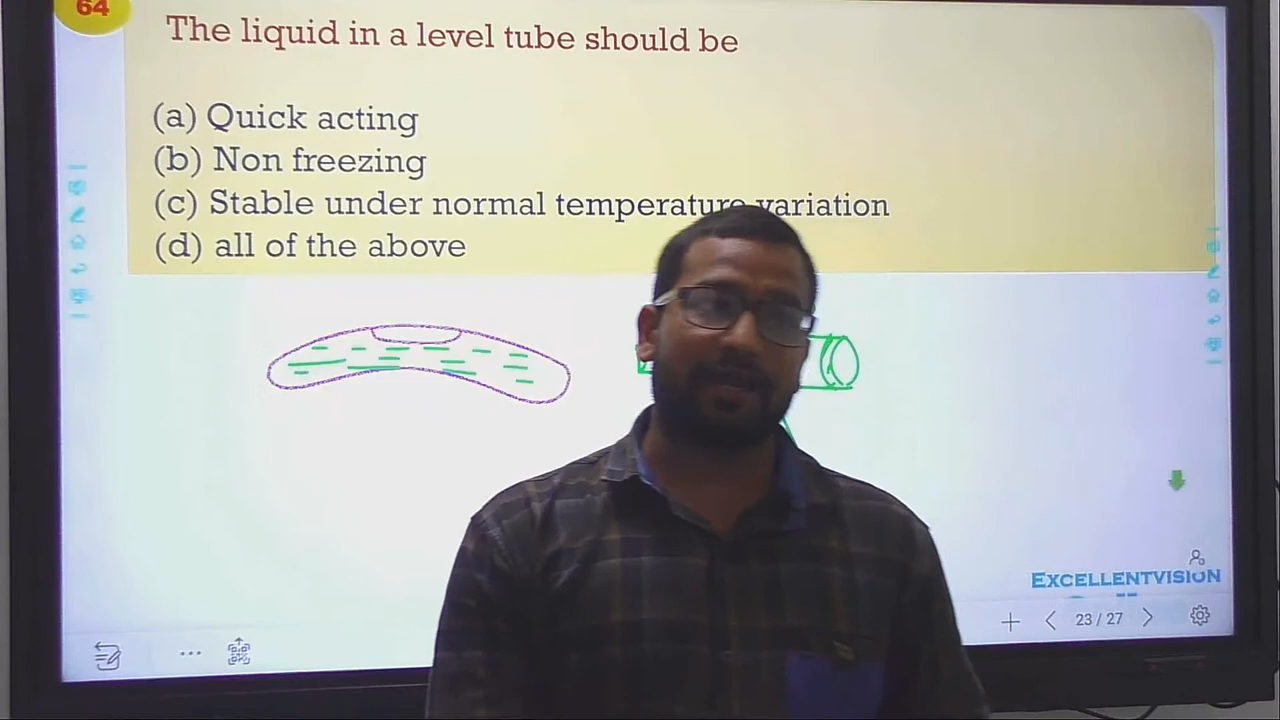 64
The liquid in a level tube should be
(a) Quick acting
(b) Non freezing
(c) Stable under normal temperature variation
(d) all of the above
EXCELLENTVISION
23 / 27